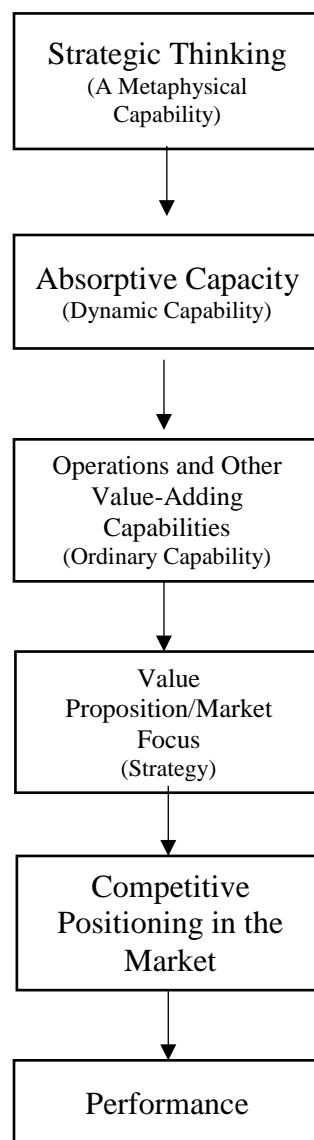 Strategic Thinking
(A Metaphysical
Capability)
Absorptive Capacity
(Dynamic Capability)
Operations and Other
Value-Adding
Capabilities
(Ordinary Capability)
Value
Proposition/Market
Focus
(Strategy)
Competitive
Positioning in the
Market
Performance